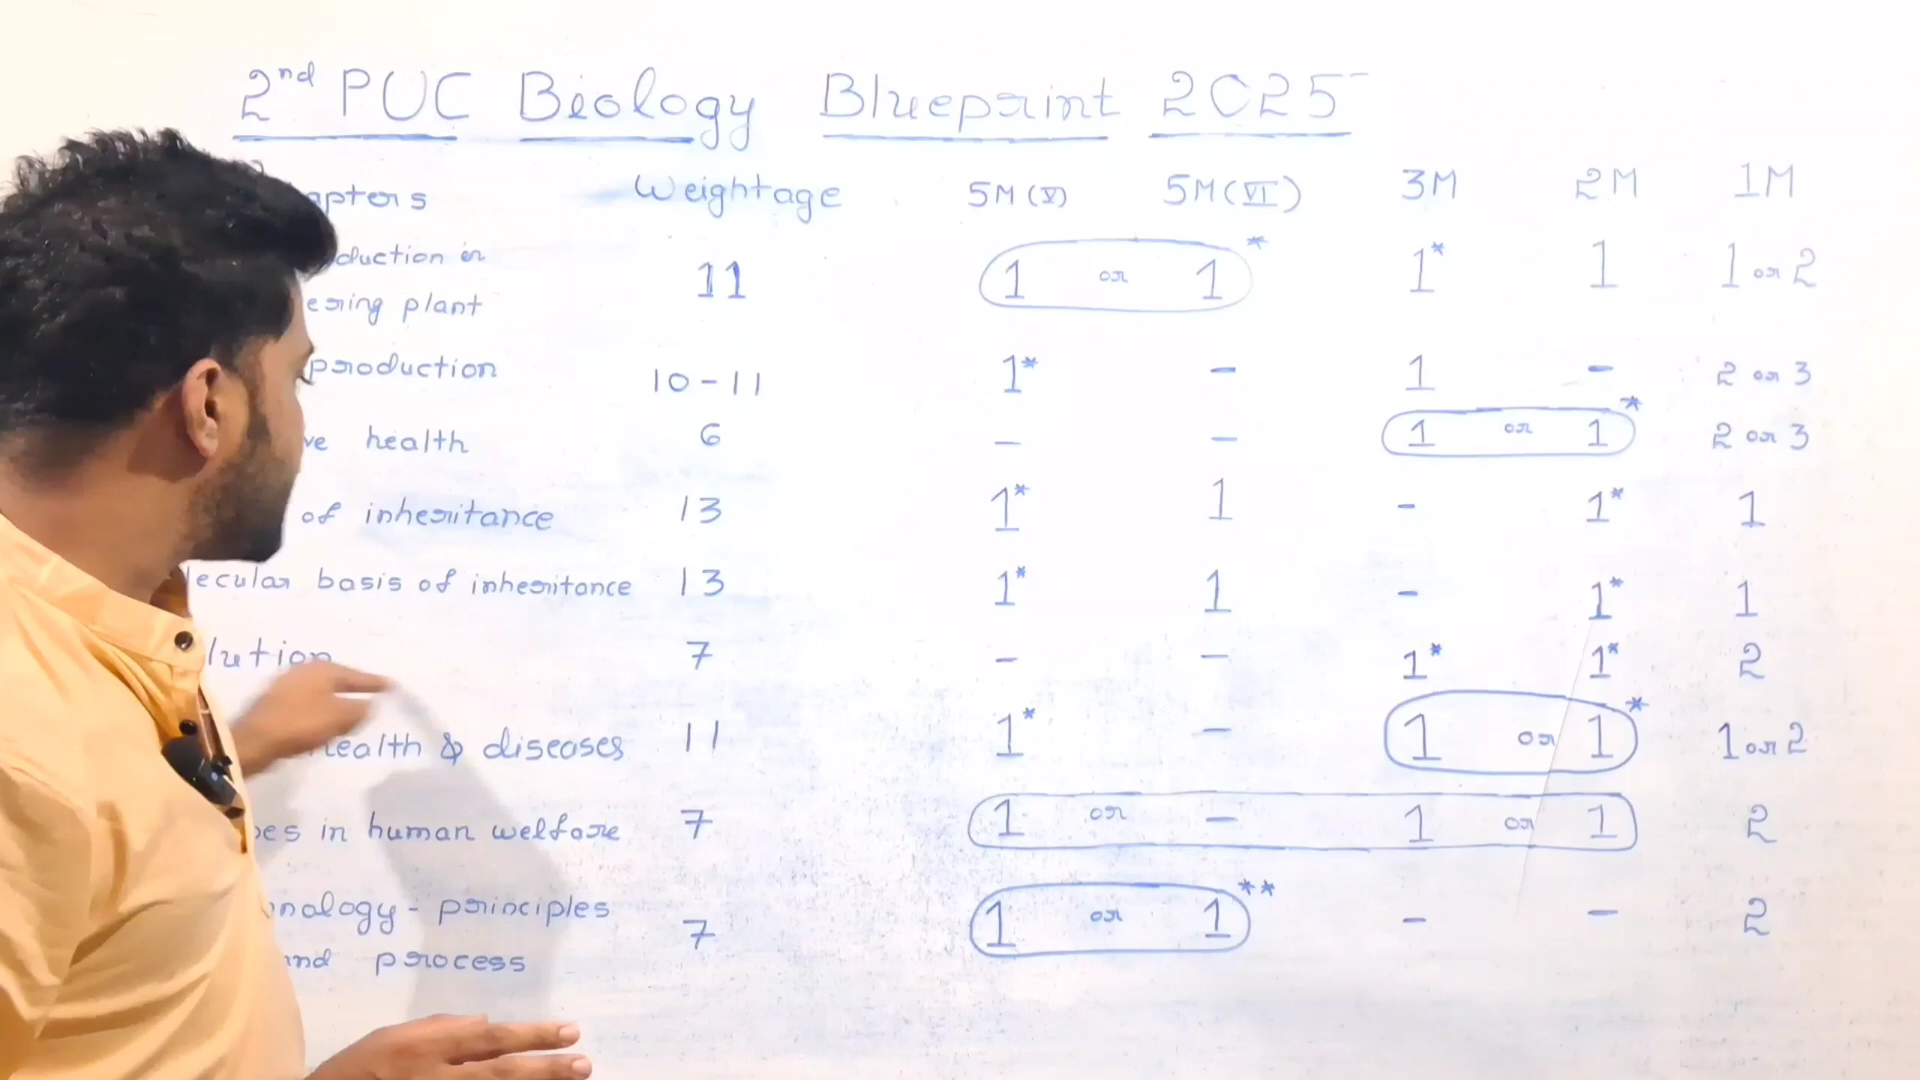 2nd PUC Biology Blueprint 2025
apters Weightage 5M (V) 5M (VI) 3M 2M 1M
duction in
ering plant 11 1 or 1* 1* 1 1 or 2
production 10-11 1* - 1 - 2 or 3
ve health 6 - - 1 or 1* 2 or 3
of inheritance 13 1* 1 - 1* 1
lecular basis of inheritance 13 1* 1 - 1* 1
lution 7 - - 1* 1* 2
health & diseases 11 1* - 1 or 1* 1 or 2
bes in human welfare 7 1 or - 1 or 1 2
nology - principles
and process 7 1 or 1** - - 2